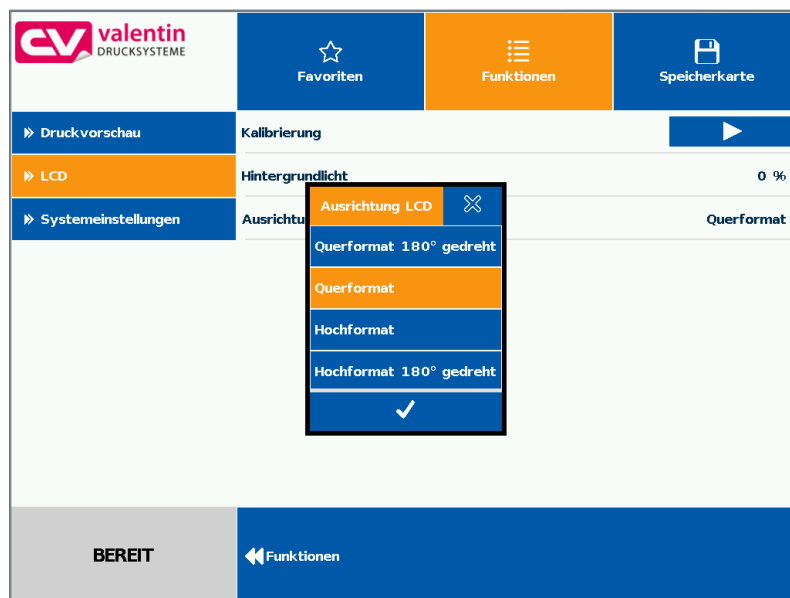 valentin
DRUCKSYSTEME
Favoriten
Funktionen
Speicherkarte
Druckvorschau
Kalibrierung
LCD
Hintergrundlicht
0 %
Systemeinstellungen
Ausrichtu
Querformat
Ausrichtung LCD
Querformat 180° gedreht
Querformat
Hochformat
Hochformat 180° gedreht
BEREIT
Funktionen